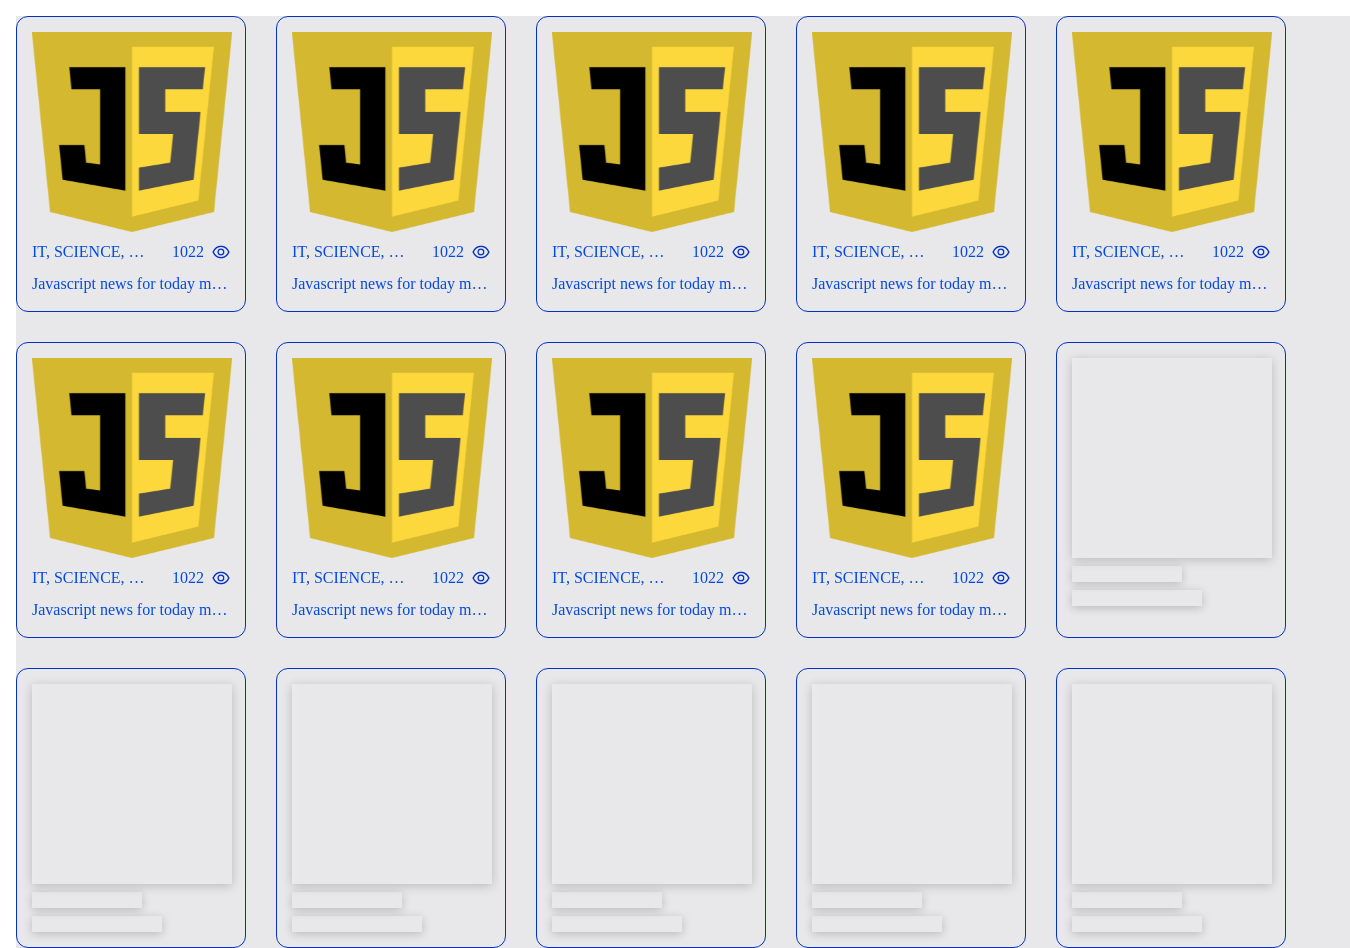 JS JS JS JS JS
IT, SCIENCE, … 1022 IT, SCIENCE, … 1022 IT, SCIENCE, … 1022 IT, SCIENCE, … 1022 IT, SCIENCE, … 1022
Javascript news for today m… Javascript news for today m… Javascript news for today m… Javascript news for today m… Javascript news for today m…
JS JS JS JS
IT, SCIENCE, … 1022 IT, SCIENCE, … 1022 IT, SCIENCE, … 1022 IT, SCIENCE, … 1022
Javascript news for today m… Javascript news for today m… Javascript news for today m… Javascript news for today m…